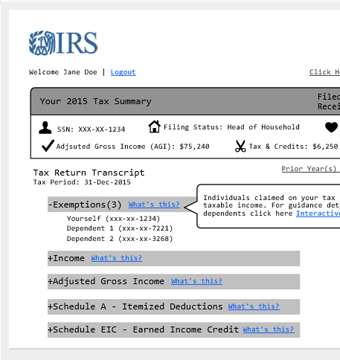 IRS
Welcome Jane Doe | Logout
Click H
Your 2015 Tax Summary
Filed
Recei
SSN: XXX-XX-1234
Filing Status: Head of Household
Adjsuted Gross Income (AGI): $75,240
Tax & Credits: $6,250
Tax Return Transcript
Prior Year(s)
Tax Period: 31-Dec-2015
-Exemptions(3) What's this?
Individuals claimed on your tax
taxable income. For guidance det
dependents click here Interactiv
Yourself (xxx-xx-1234)
Dependent 1 (xxx-xx-7221)
Dependent 2 (xxx-xx-3268)
+Income What's this?
+Adjusted Gross Income What's this?
+Schedule A - Itemized Deductions What's this?
+Schedule EIC - Earned Income Credit What's this?